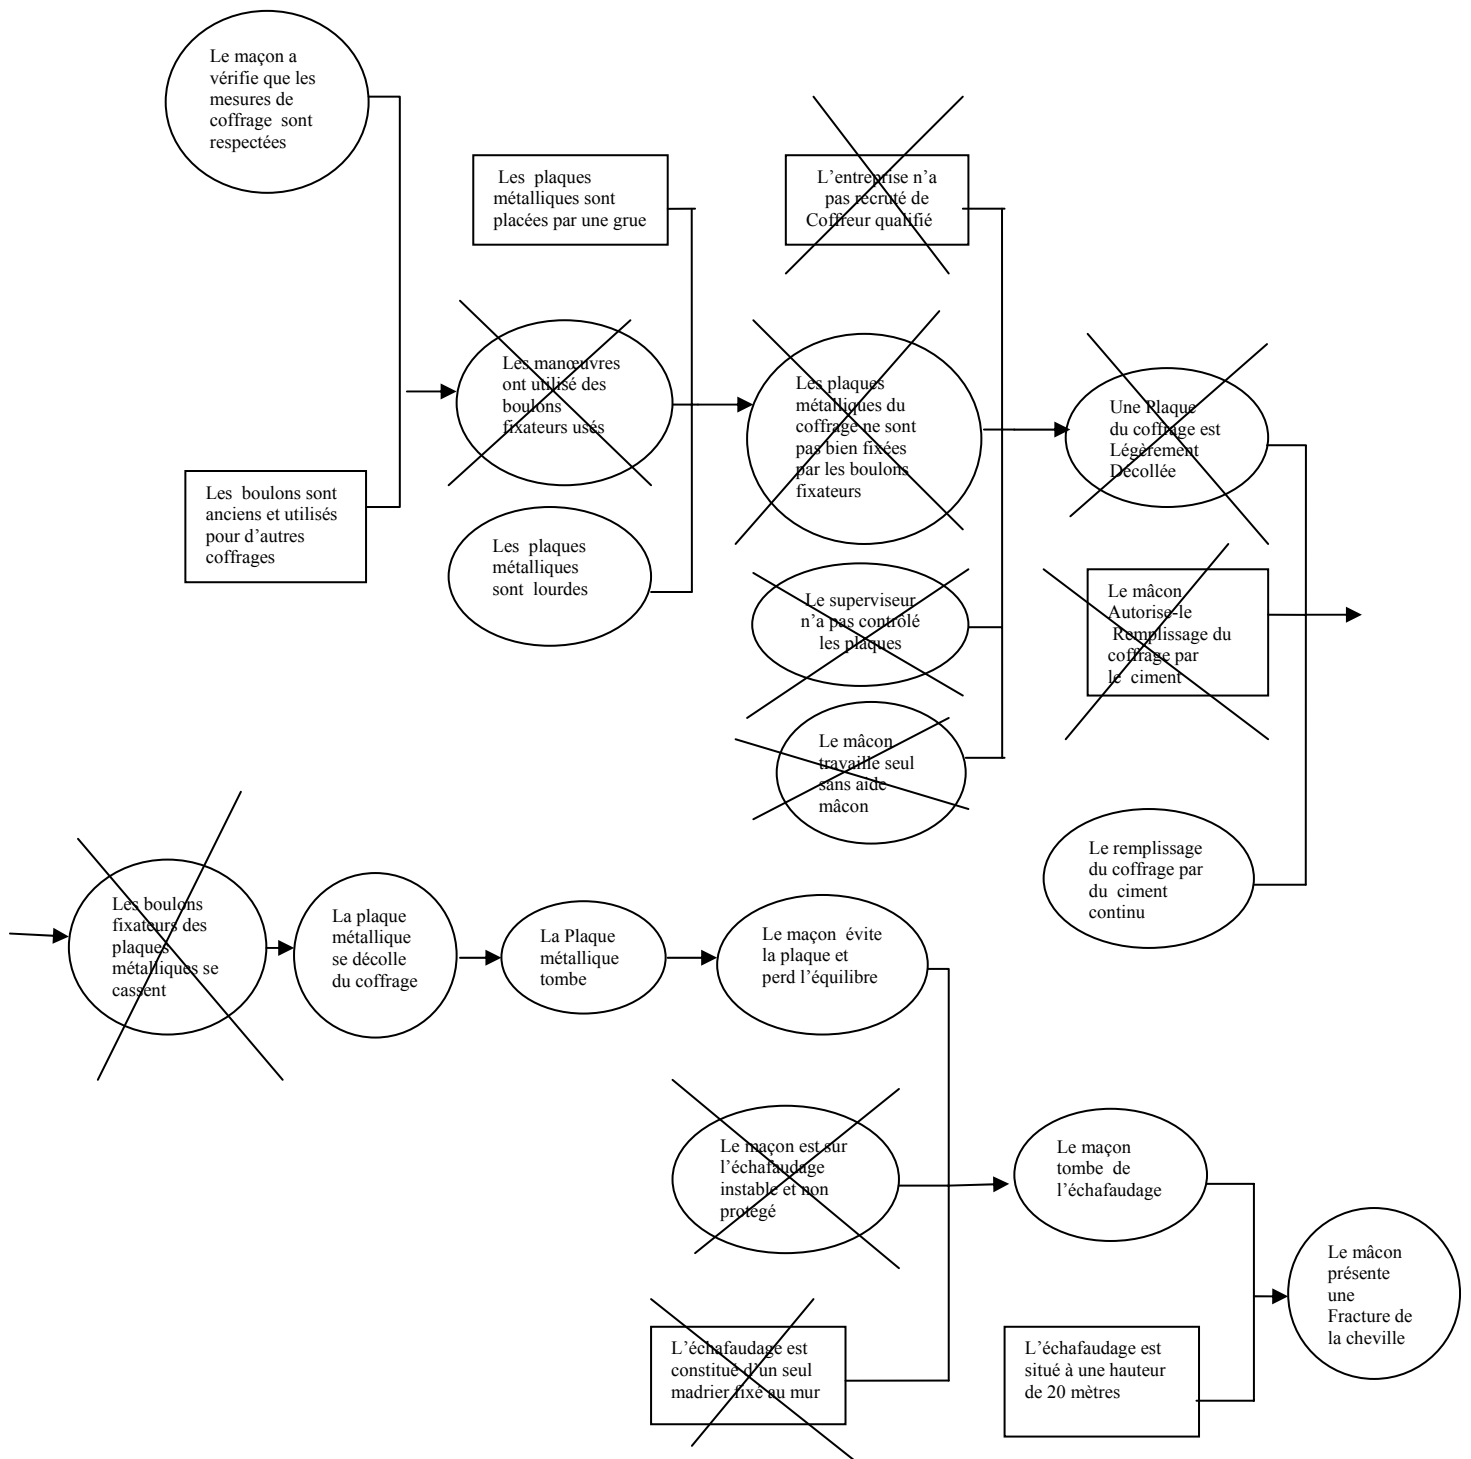 Le maçon a
vérifie que les
mesures de
coffrage sont
respectées
Les plaques
métalliques sont
placées par une grue
L’entreprise n’a
pas récruté de
Coffreur qualifié
Les manœuvres
ont utilisé des
boulons
fixateurs usés
Les plaques
métalliques du
coffrage ne sont
pas bien fixées
par les boulons
fixateurs
Une Plaque
du coffrage est
Légèrement
Décollée
Les boulons sont
anciens et utilisés
pour d’autres
coffrages
Les plaques
métalliques
sont lourdes
Le superviseur
n’a pas contrôlé
les plaques
Le mâcon
Autorise-le
Remplissage du
coffrage par
le ciment
Le mâcon
travaille seul
sans aide
mâcon
Le remplissage
du coffrage par
du ciment
continu
Les boulons
fixateurs des
plaques
métalliques se
cassent
La plaque
métallique
se décolle
du coffrage
La Plaque
métallique
tombe
Le maçon évite
la plaque et
perd l’équilibre
Le maçon est sur
l’échafaudage
instable et non
protégé
Le maçon
tombe de
l’échafaudage
L’échafaudage est
constitué d’un seul
madrier fixé au mur
L’échafaudage est
situé à une hauteur
de 20 mètres
Le mâcon
présente
une
Fracture de
la cheville